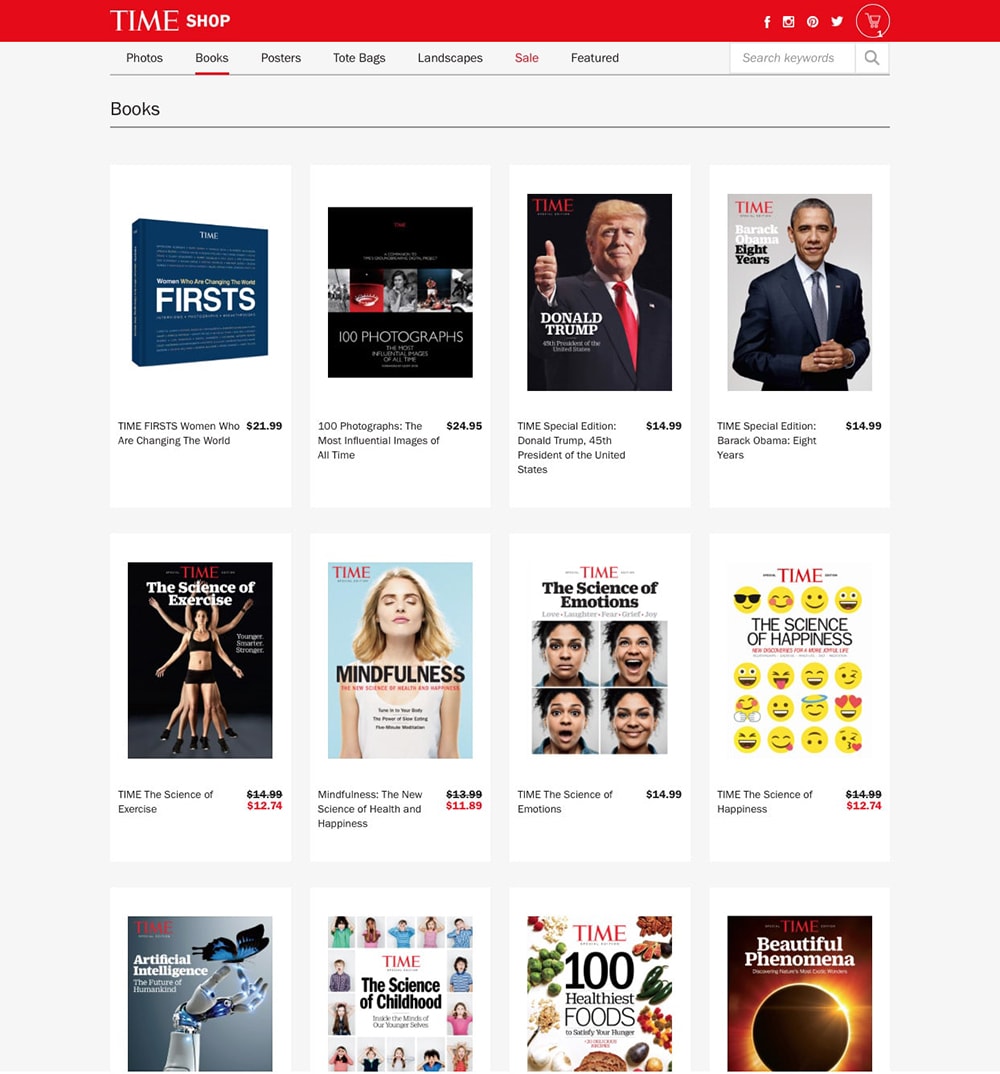 TIME SHOP
1
Photos Books Posters Tote Bags Landscapes Sale Featured
Search keywords
Books
TIME
Women Who Are Changing The World
FIRSTS
INTERVIEWS • PHOTOGRAPHS • BREAKTHROUGHS
TIME FIRSTS Women Who $21.99
Are Changing The World
TIME
A COMPANION TO
TIME'S GROUNDBREAKING DIGITAL PROJECT
100 PHOTOGRAPHS
THE MOST
INFLUENTIAL IMAGES
OF ALL TIME
100 Photographs: The $24.95
Most Influential Images of
All Time
TIME
SPECIAL EDITION
DONALD
TRUMP
45th President of the
United States
TIME Special Edition: $14.99
Donald Trump, 45th
President of the United
States
TIME
SPECIAL EDITION
Barack
Obama
Eight
Years
TIME Special Edition: $14.99
Barack Obama: Eight
Years
SPECIAL TIME EDITION
The Science of
Exercise
Younger.
Smarter.
Stronger.
TIME The Science of $14.99
Exercise $12.74
TIME
SPECIAL EDITION
MINDFULNESS
THE NEW SCIENCE OF HEALTH AND HAPPINESS
Tune In to Your Body
The Power of Slow Eating
Five-Minute Meditation
Mindfulness: The New $13.99
Science of Health and $11.89
Happiness
SPECIAL TIME EDITION
The Science of
Emotions
Love • Laughter • Fear • Grief • Joy
TIME The Science of $14.99
Emotions
SPECIAL TIME EDITION
THE SCIENCE
OF HAPPINESS
NEW DISCOVERIES FOR A MORE JOYFUL LIFE
TIME The Science of $14.99
Happiness $12.74
TIME
SPECIAL EDITION
Artificial
Intelligence
The Future of
Humankind
TIME
SPECIAL EDITION
The Science
of Childhood
Inside the Minds of
Our Younger Selves
TIME
SPECIAL EDITION
100
Healthiest
FOODS
to Satisfy Your Hunger
+20 DELICIOUS
RECIPES
SPECIAL TIME EDITION
Beautiful
Phenomena
Discovering Nature's Most Exotic Wonders